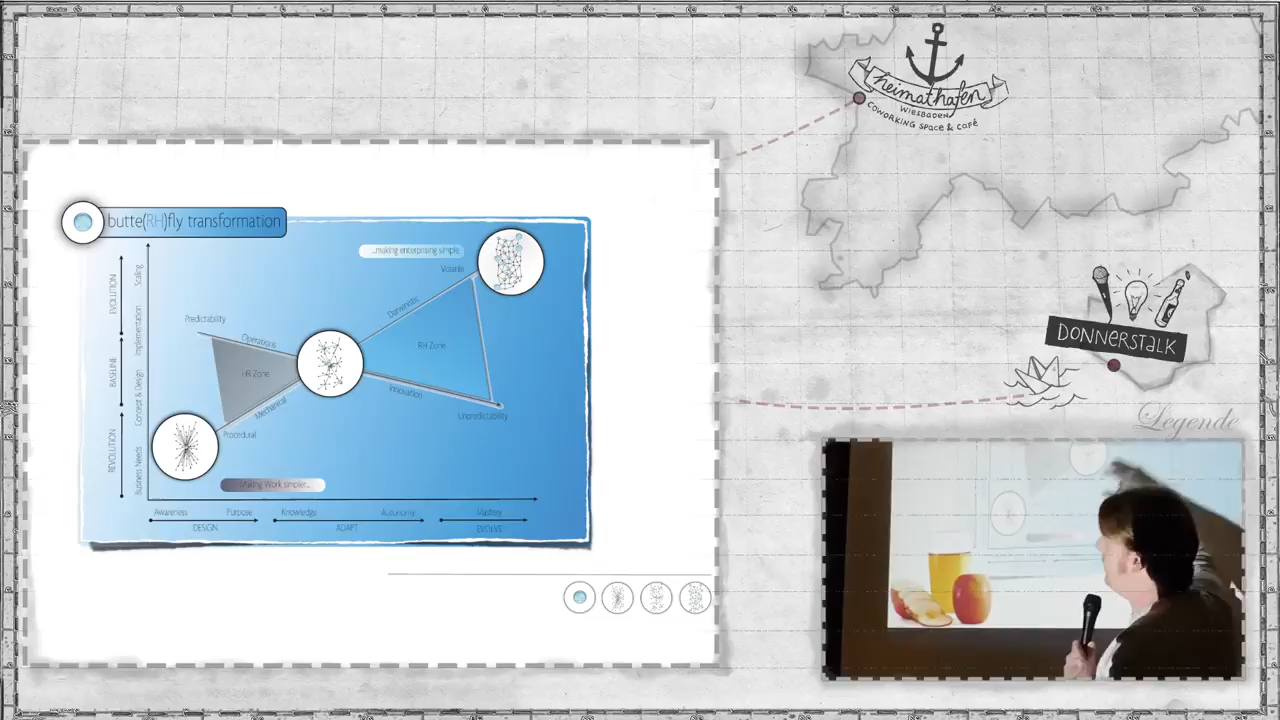 heimathafen
WIESBADEN
COWORKING SPACE & CAFÉ
butte(RH)fly transformation
...making enterprising simple
Volatile
EVOLUTION
Scaling
Darwinistic
Predictability
Operations
Implementation
RH Zone
HR Zone
BASELINE
Concept & Design
Innovation
Mechanical
Unpredictability
Procedural
REVOLUTION
Business Needs
Making Work simpler...
Awareness
Purpose
Knowledge
Autonomy
Mastery
DESIGN
ADAPT
EVOLVE
DONNERSTALK
Legende